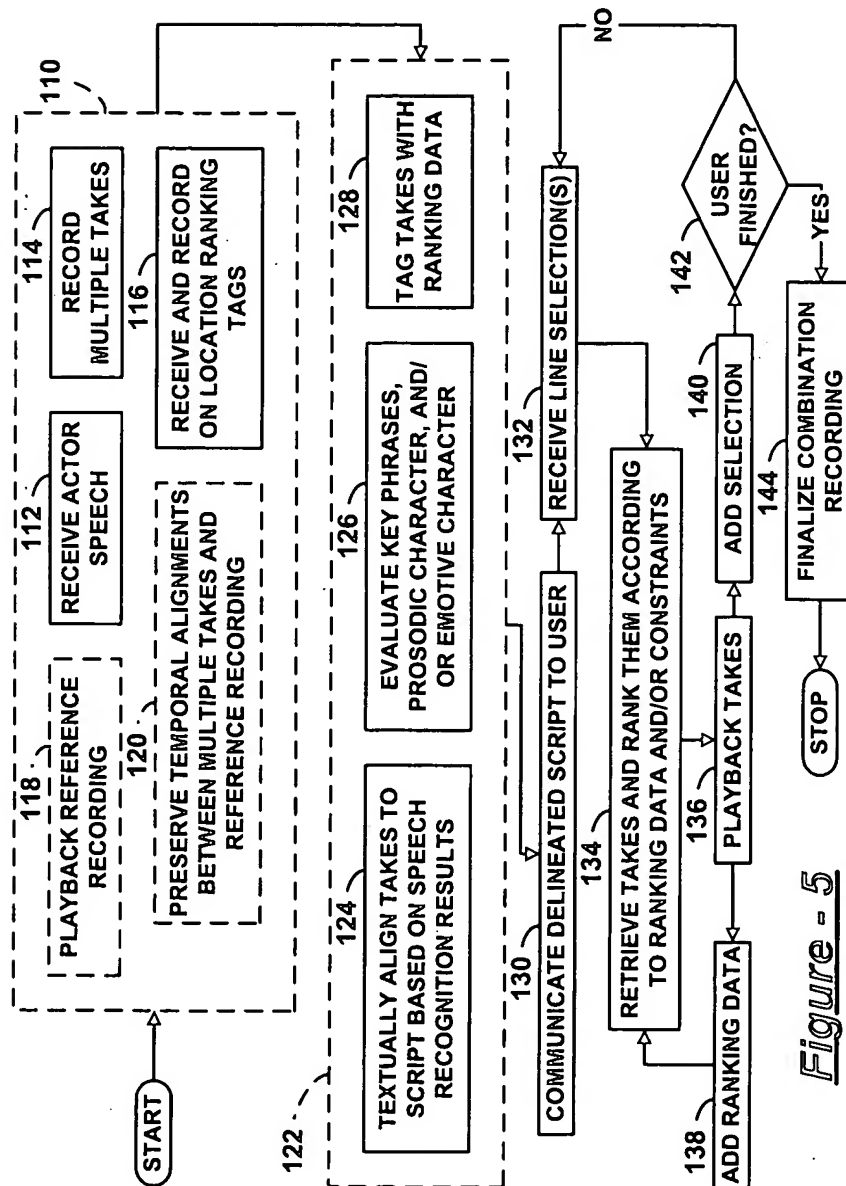 START
110
118
PLAYBACK REFERENCE
RECORDING
112
RECEIVE ACTOR
SPEECH
114
RECORD
MULTIPLE TAKES
120
PRESERVE TEMPORAL ALIGNMENTS
BETWEEN MULTIPLE TAKES AND
REFERENCE RECORDING
116
RECEIVE AND RECORD
ON LOCATION RANKING
TAGS
122
124
TEXTUALLY ALIGN TAKES TO
SCRIPT BASED ON SPEECH
RECOGNITION RESULTS
126
EVALUATE KEY PHRASES,
PROSODIC CHARACTER, AND/
OR EMOTIVE CHARACTER
128
TAG TAKES WITH
RANKING DATA
130
COMMUNICATE DELINEATED SCRIPT TO USER
132
RECEIVE LINE SELECTION(S)
NO
134
RETRIEVE TAKES AND RANK THEM ACCORDING
TO RANKING DATA AND/OR CONSTRAINTS
138
ADD RANKING DATA
136
PLAYBACK TAKES
140
ADD SELECTION
142
USER
FINISHED?
YES
144
FINALIZE COMBINATION
RECORDING
STOP
Figure - 5